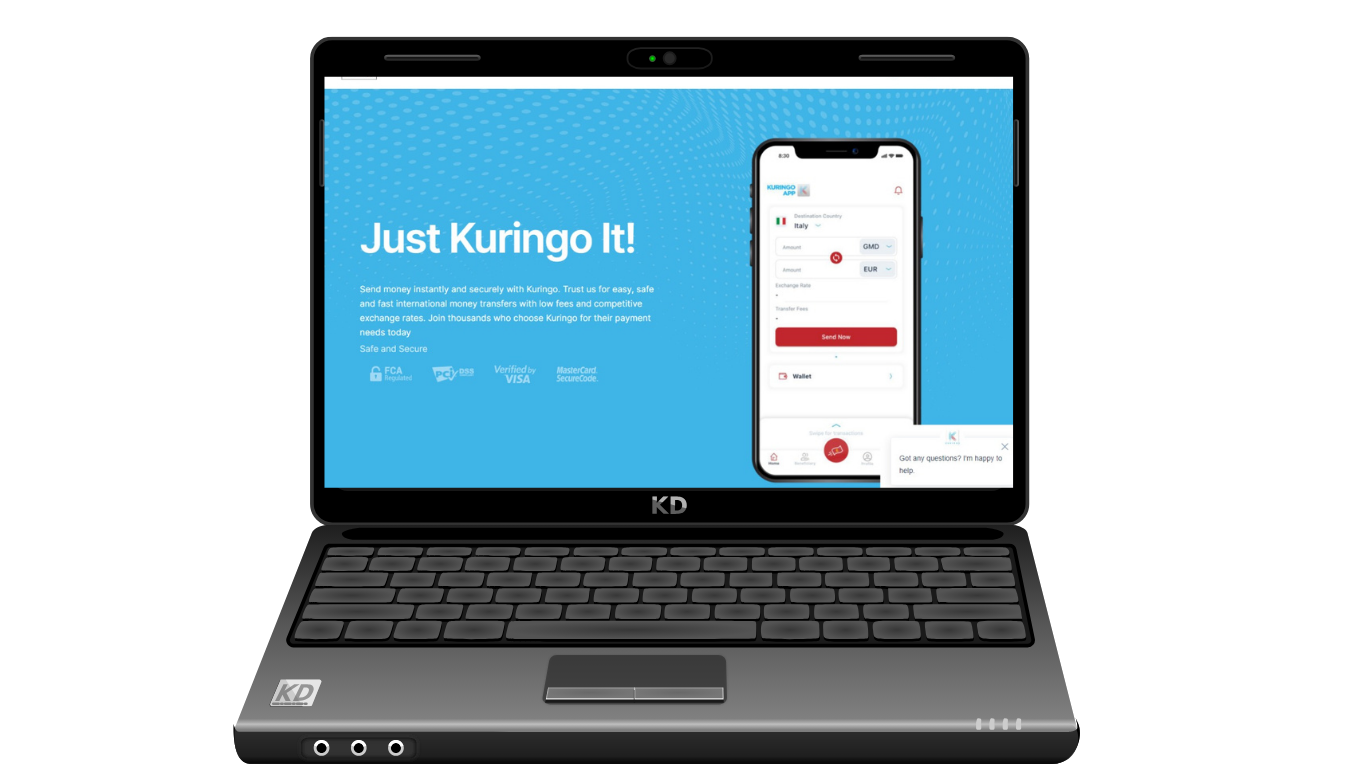 Just Kuringo It!
Send money instantly and securely with Kuringo. Trust us for easy, safe
and fast international money transfers with low fees and competitive
exchange rates. Join thousands who choose Kuringo for their payment
needs today
Safe and Secure
FCA
Regulated
PCI DSS
Verified by
VISA
MasterCard.
SecureCode.
8:30
KURINGO
APP
Destination Country
Italy
Amount
GMD
Amount
EUR
Exchange Rate
-
Transfer Fees
-
Send Now
Wallet
Swipe for transactions
Home
Got any questions? I'm happy to
help.
KD
KD